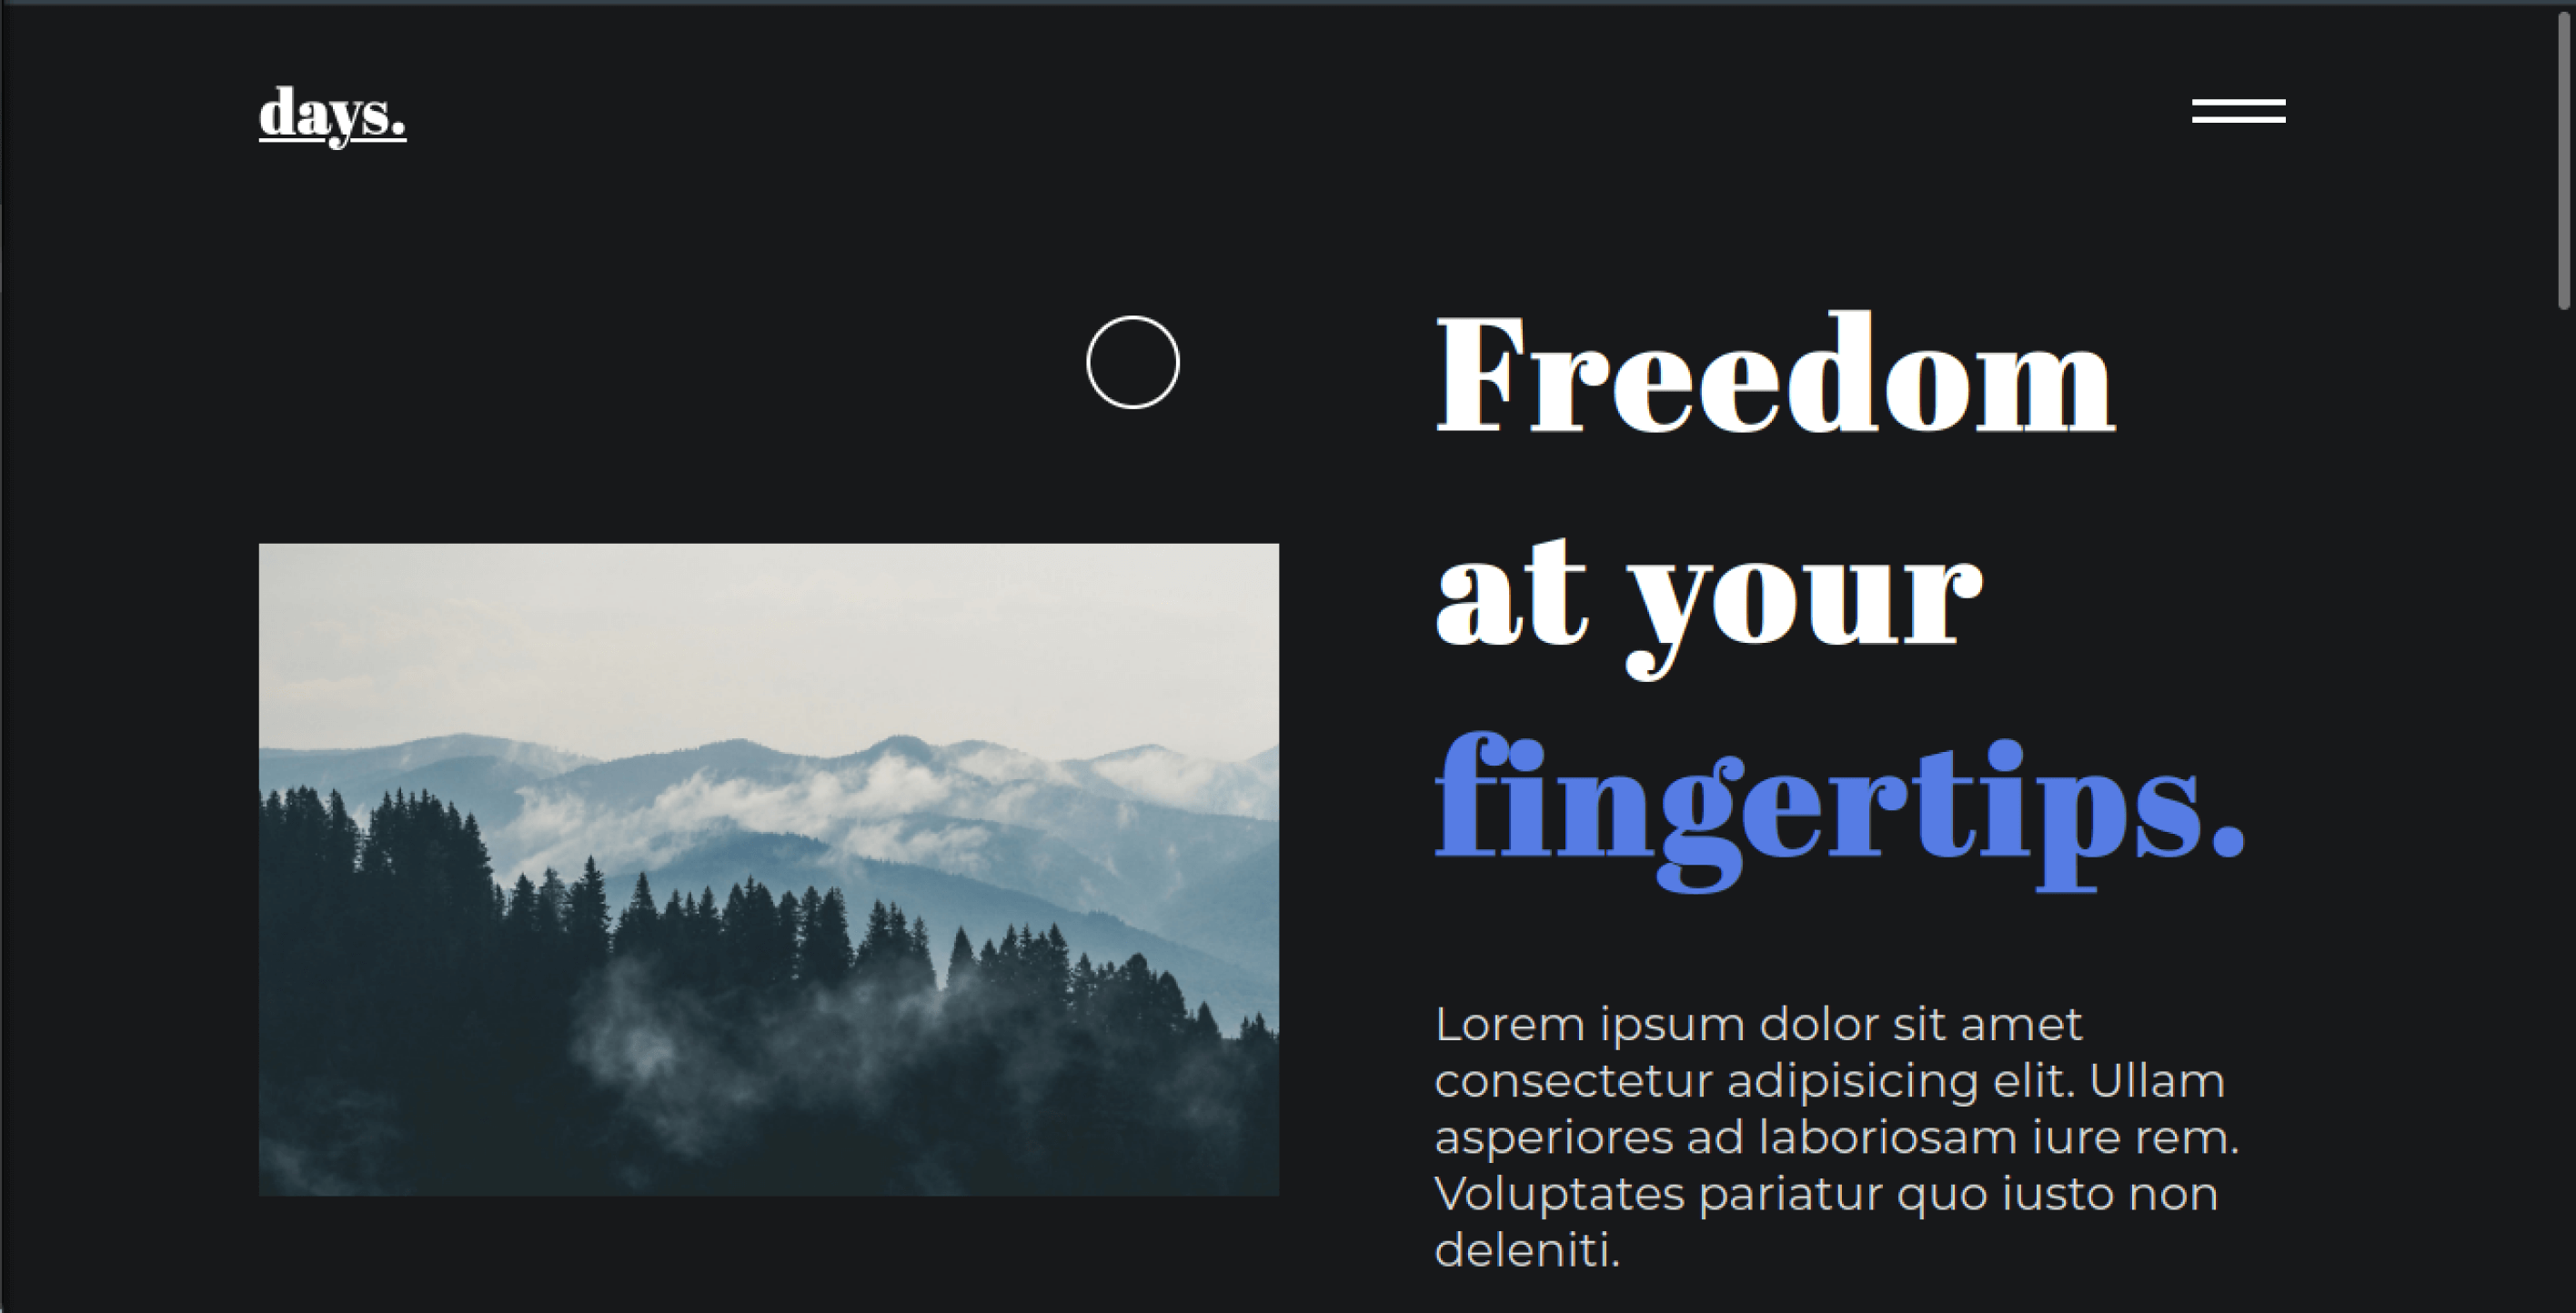 days.
Freedom
at your
fingertips.
Lorem ipsum dolor sit amet
consectetur adipisicing elit. Ullam
asperiores ad laboriosam iure rem.
Voluptates pariatur quo iusto non
deleniti.